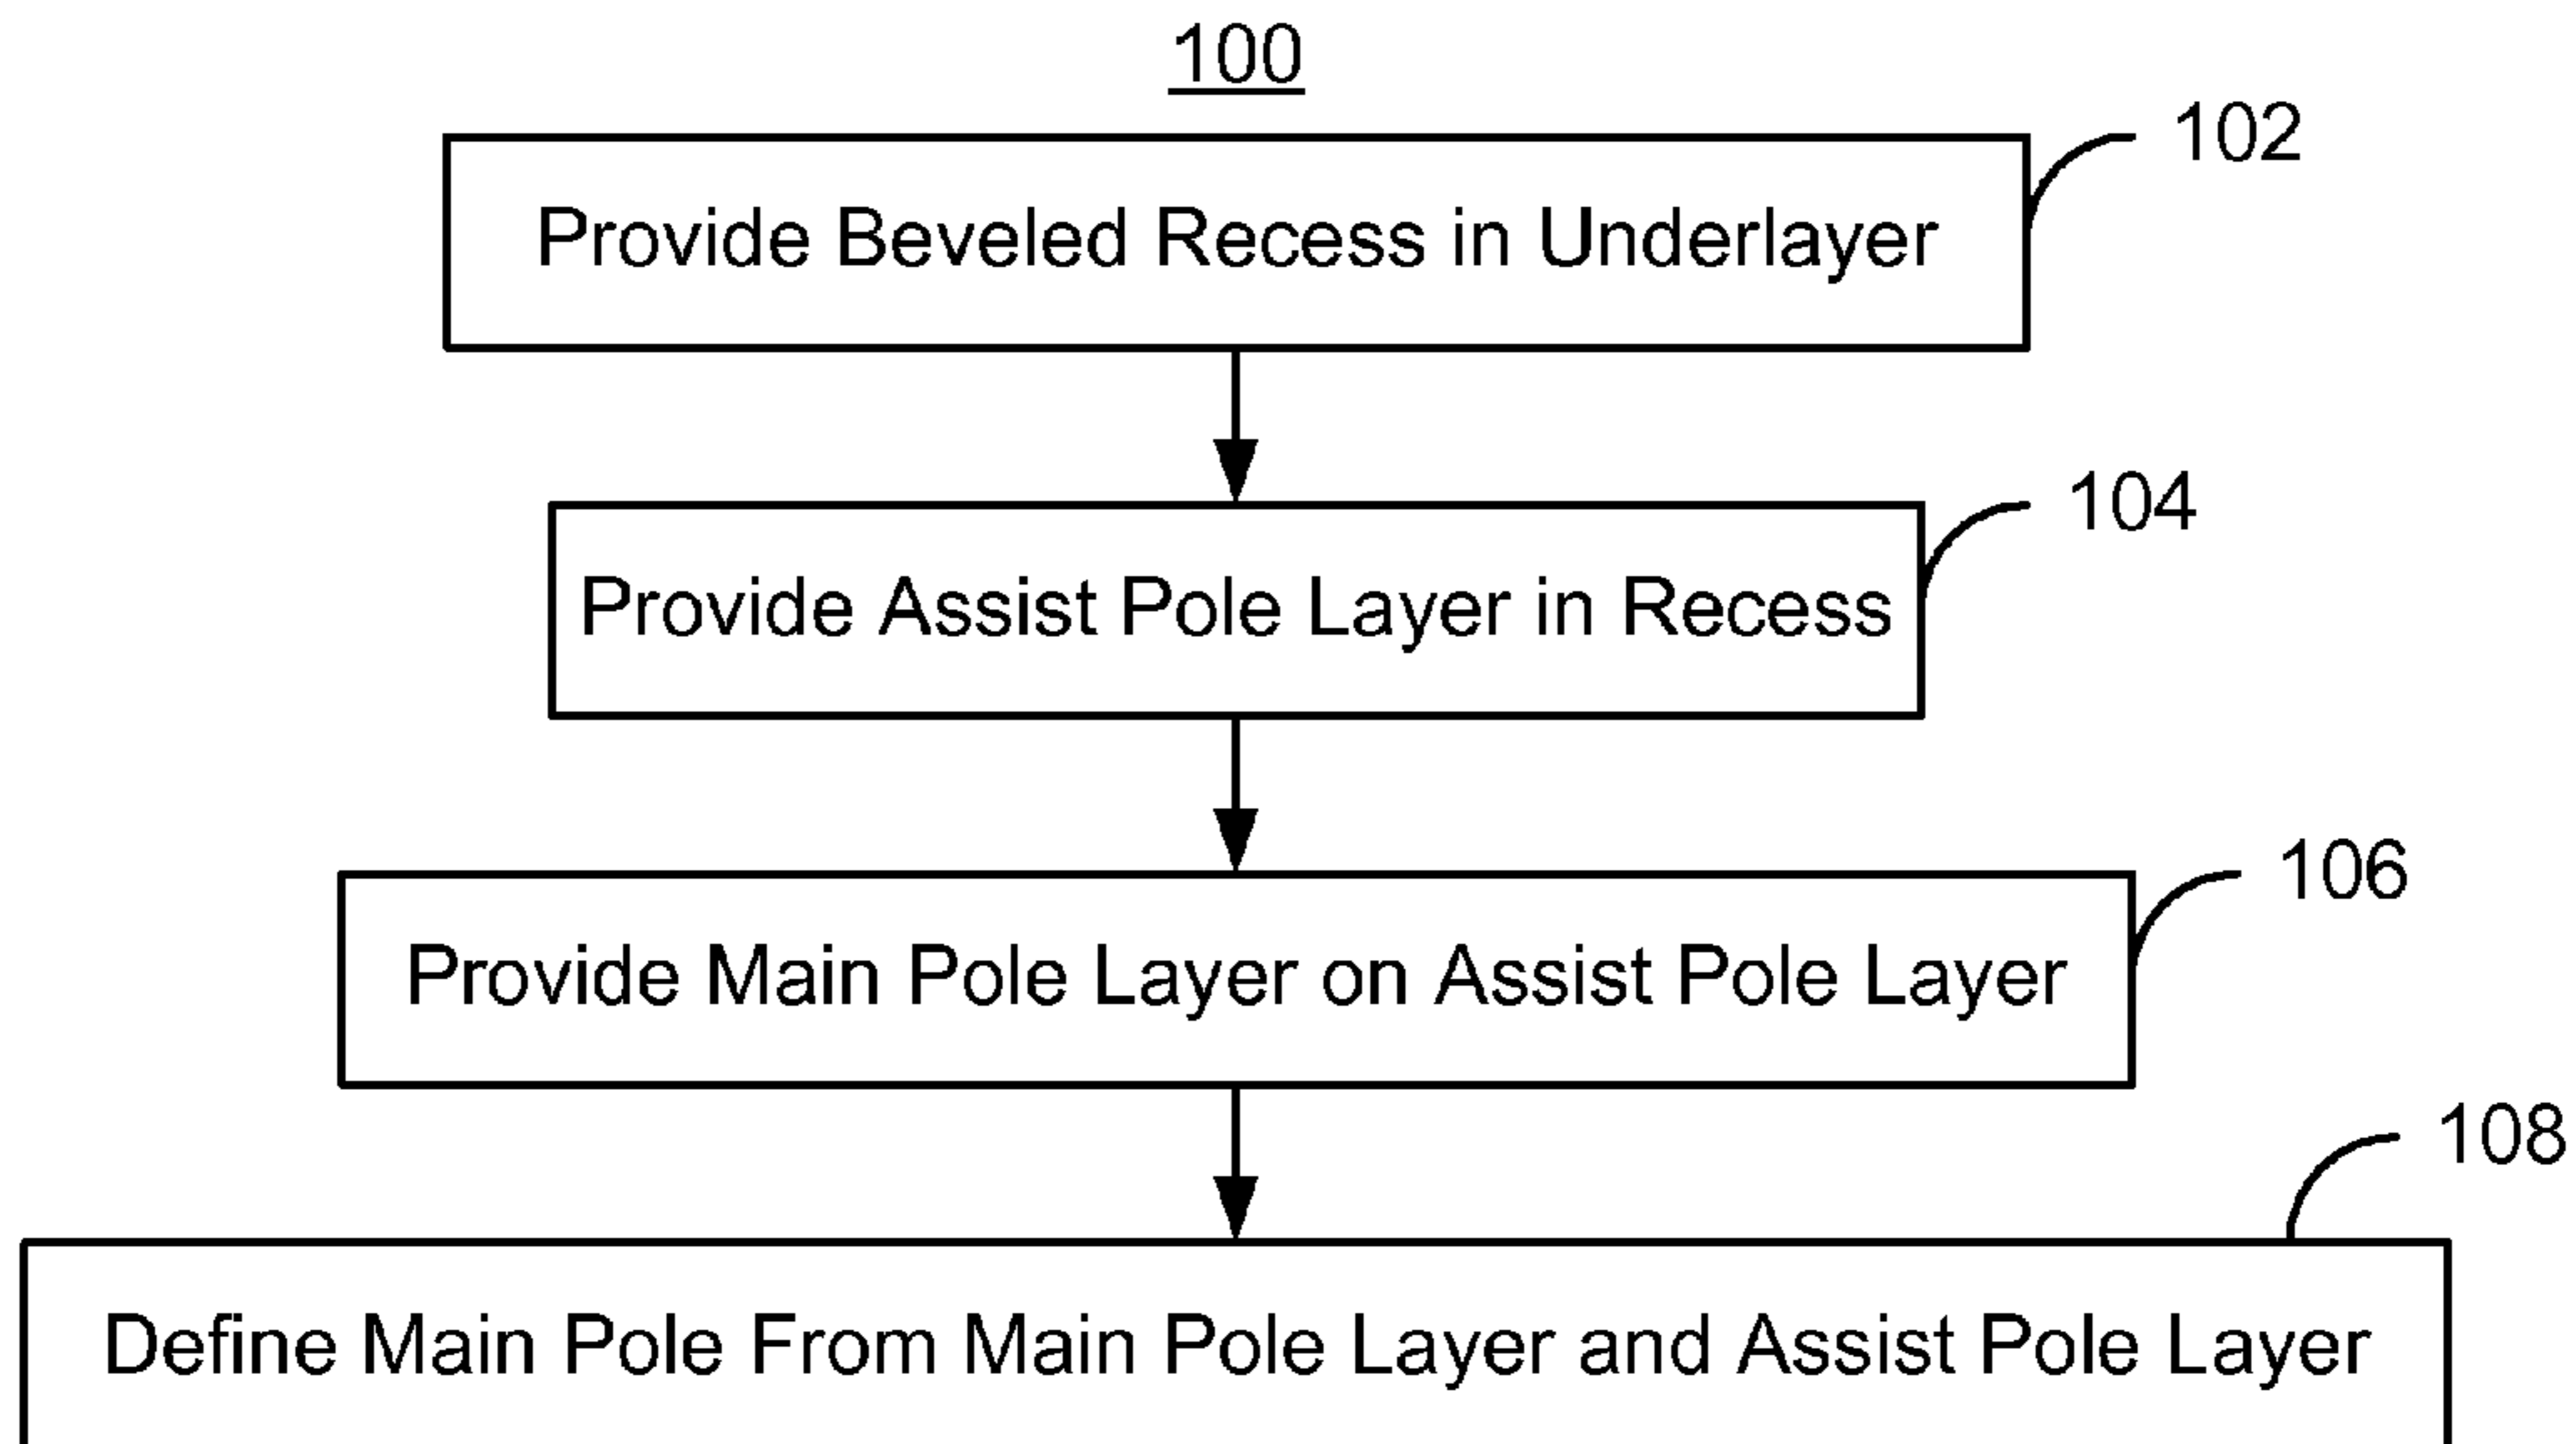 100
102
Provide Beveled Recess in Underlayer
104
Provide Assist Pole Layer in Recess
106
Provide Main Pole Layer on Assist Pole Layer
108
Define Main Pole From Main Pole Layer and Assist Pole Layer